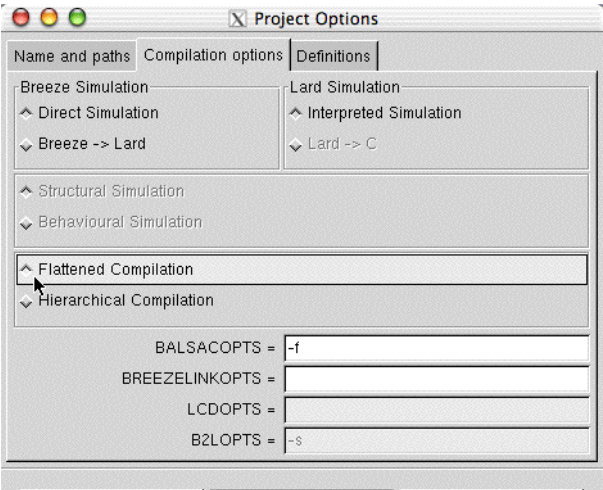 Project Options
Name and paths Compilation options Definitions
Breeze Simulation Lard Simulation
Direct Simulation Interpreted Simulation
Breeze -> Lard Lard -> C
Structural Simulation
Behavioural Simulation
Flattened Compilation
Hierarchical Compilation
BALSACOPTS = -f
BREEZELINKOPTS =
LCDOPTS =
B2LOPTS = -s